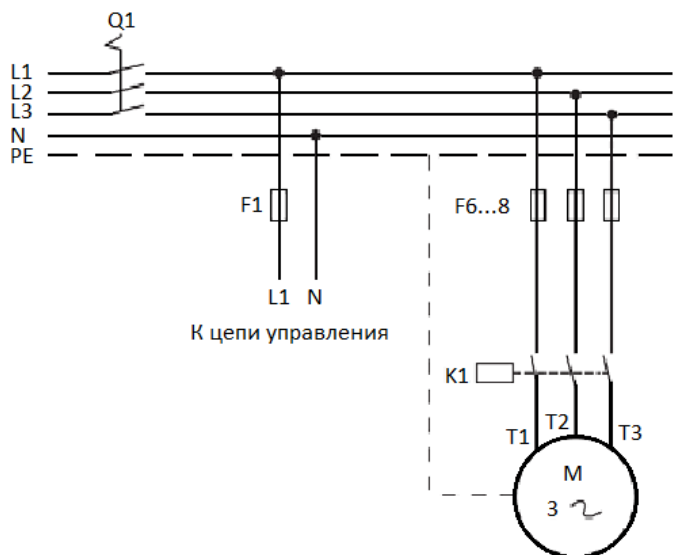 Q1
L1
L2
L3
N
PE
F1
F6...8
L1 N
К цепи управления
K1
T1 T2 T3
M
3